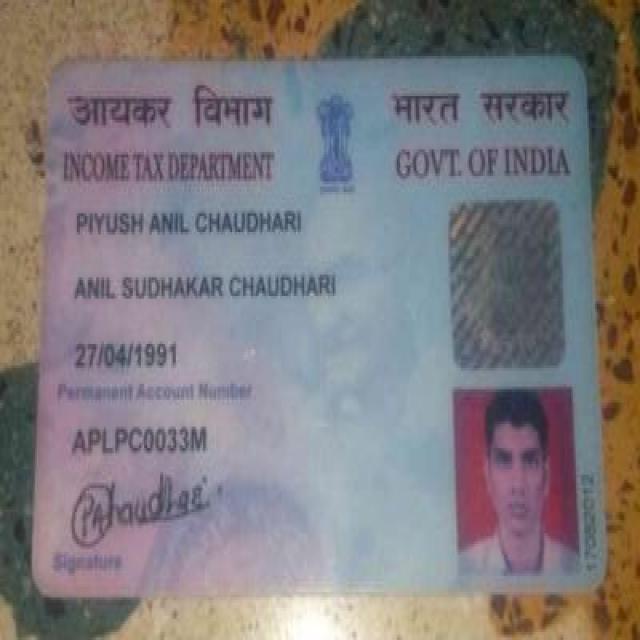 आयकर विभाग
भारत सरकार
INCOME TAX DEPARTMENT
GOVT. OF INDIA
PIYUSH ANIL CHAUDHARI
ANIL SUDHAKAR CHAUDHARI
27/04/1991
Permanent Account Number
APLPC0033M
PAChaudhari
Signature
17082012